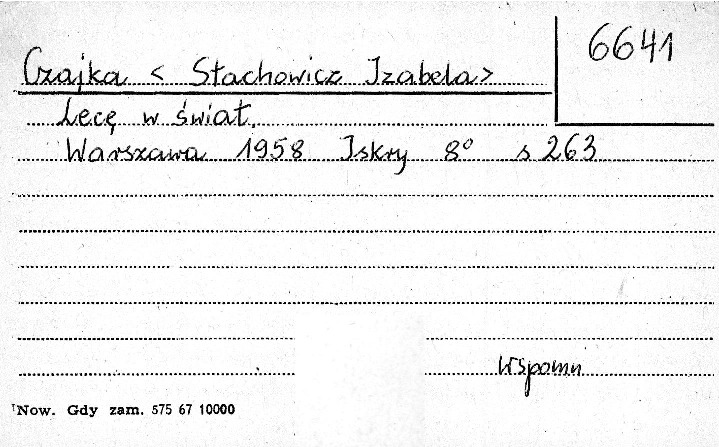 6641
Czajka < Stachowicz Izabela>
Lecę w świat.
Warszawa 1958 Iskry 8° s 263
Wspomn
Now. Gdy zam. 575 67 10000